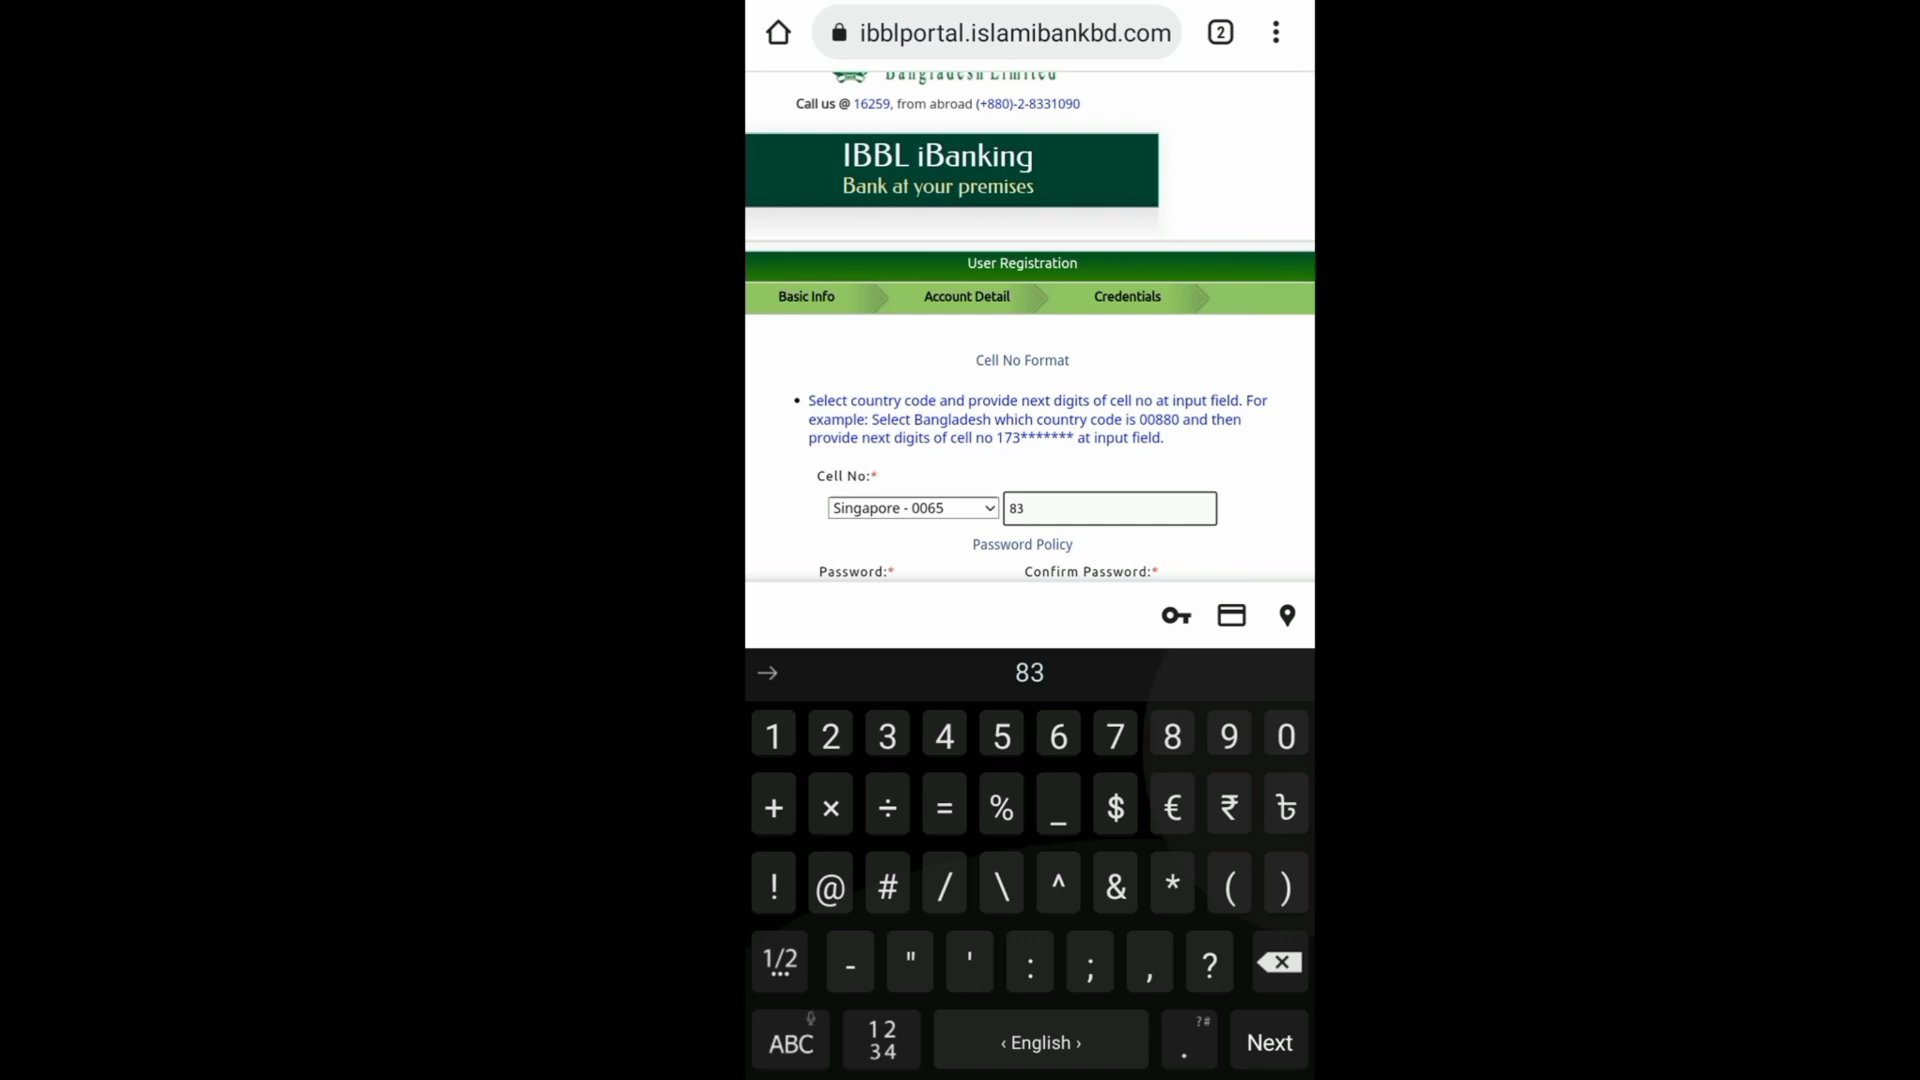 ibblportal.islamibankbd.com
2
Bangladesh Limited
Call us @ 16259, from abroad (+880)-2-8331090
IBBL iBanking
Bank at your premises
User Registration
Basic Info Account Detail Credentials
Cell No Format
• Select country code and provide next digits of cell no at input field. For
example: Select Bangladesh which country code is 00880 and then
provide next digits of cell no 173******* at input field.
Cell No:*
Singapore - 0065 83
Password Policy
Password:* Confirm Password:*
83
1 2 3 4 5 6 7 8 9 0
+ × ÷ = % _ $ € ₹ ৳
! @ # / \ ^ & * ( )
1/2 - " ' : ; , ?
ABC 12 34 ‹ English › ?# . Next